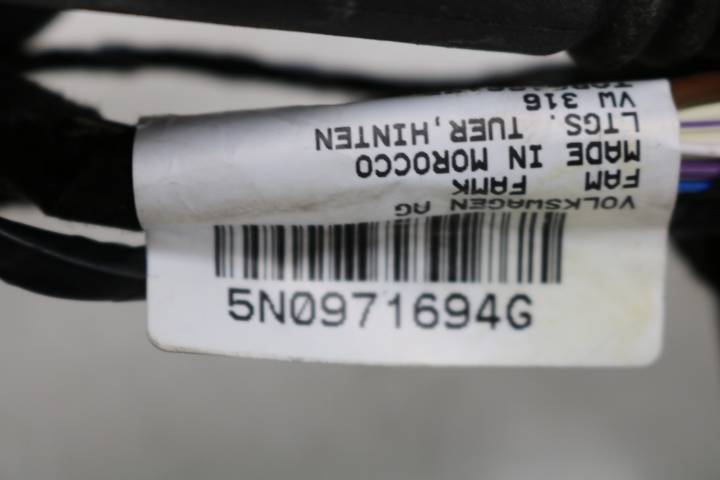 VOLKSWAGEN AG
FAM FAMK
MADE IN MOROCCO
LTGS. TUER,HINTEN
VW 316
5N0971694G